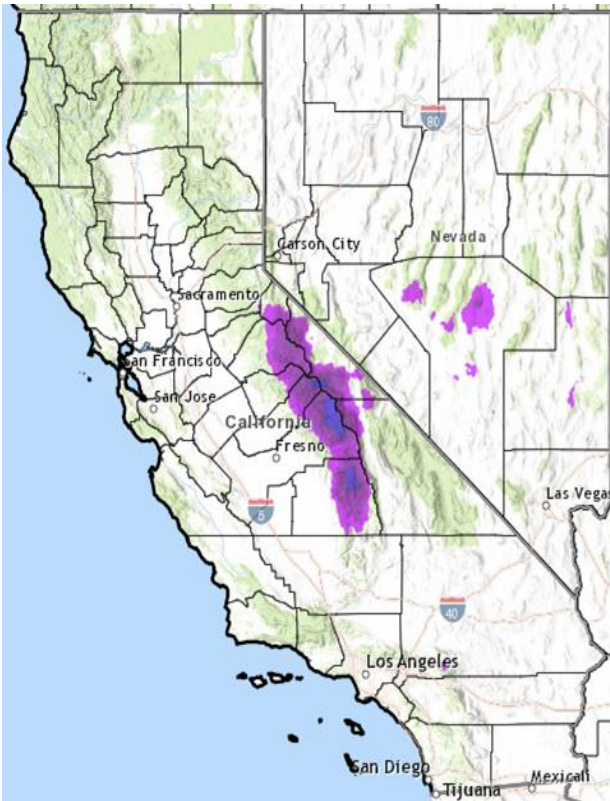 80
Carson City
Nevada
Sacramento
San Francisco
San Jose
California
Fresno
5
Las Vegas
40
Los Angeles
San Diego
Tijuana
Mexicali